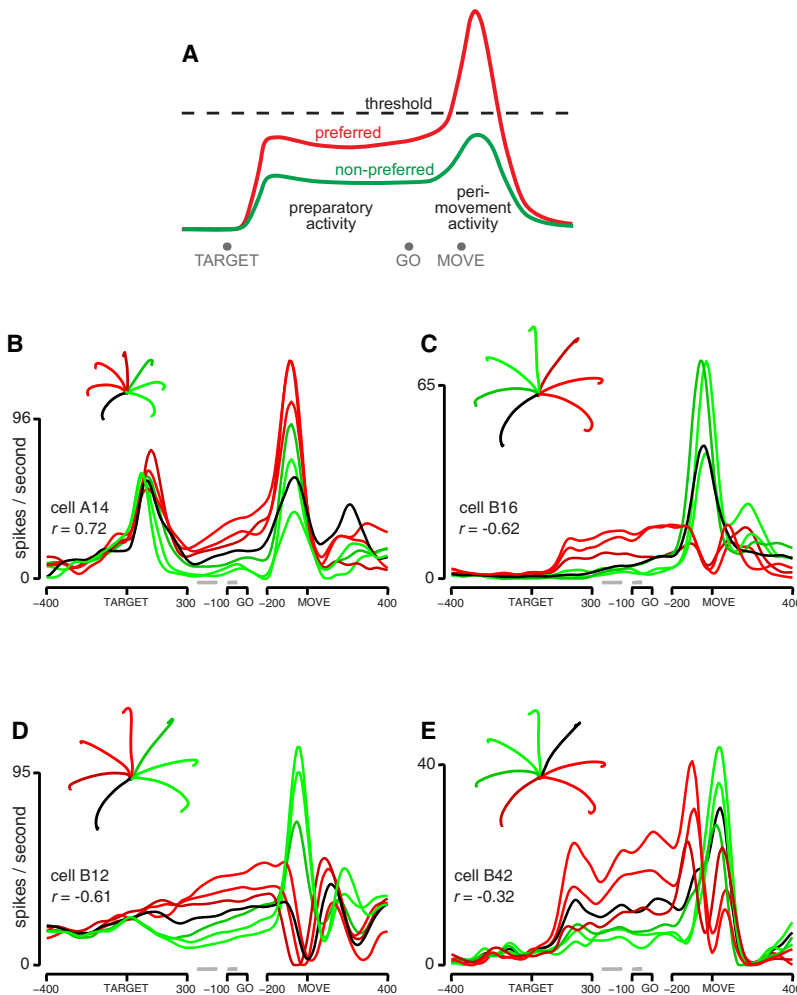 A
threshold
preferred
non-preferred
preparatory
activity
peri-
movement
activity
TARGET
GO
MOVE
B
96
spikes / second
cell A14
r = 0.72
0
−400
TARGET
300
−100
GO
−200
MOVE
400
C
65
cell B16
r = -0.62
0
−400
TARGET
300
−100
GO
−200
MOVE
400
D
95
spikes / second
cell B12
r = -0.61
0
−400
TARGET
300
−100
GO
−200
MOVE
400
E
40
cell B42
r = -0.32
0
−400
TARGET
300
−100
GO
−200
MOVE
400